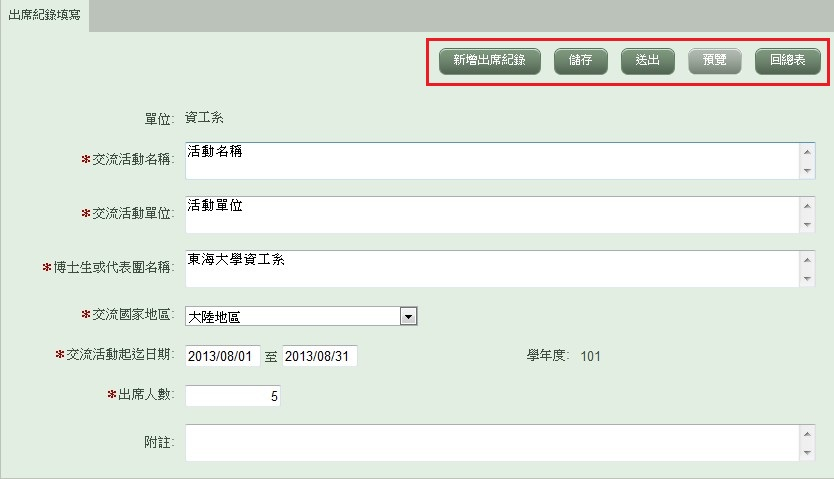 出席紀錄填寫
新增出席紀錄 儲存 送出 預覽 回總表
單位: 資工系
*交流活動名稱: 活動名稱
*交流活動單位: 活動單位
*博士生或代表團名稱: 東海大學資工系
*交流國家地區: 大陸地區
*交流活動起迄日期: 2013/08/01 至 2013/08/31 學年度: 101
*出席人數: 5
附註: